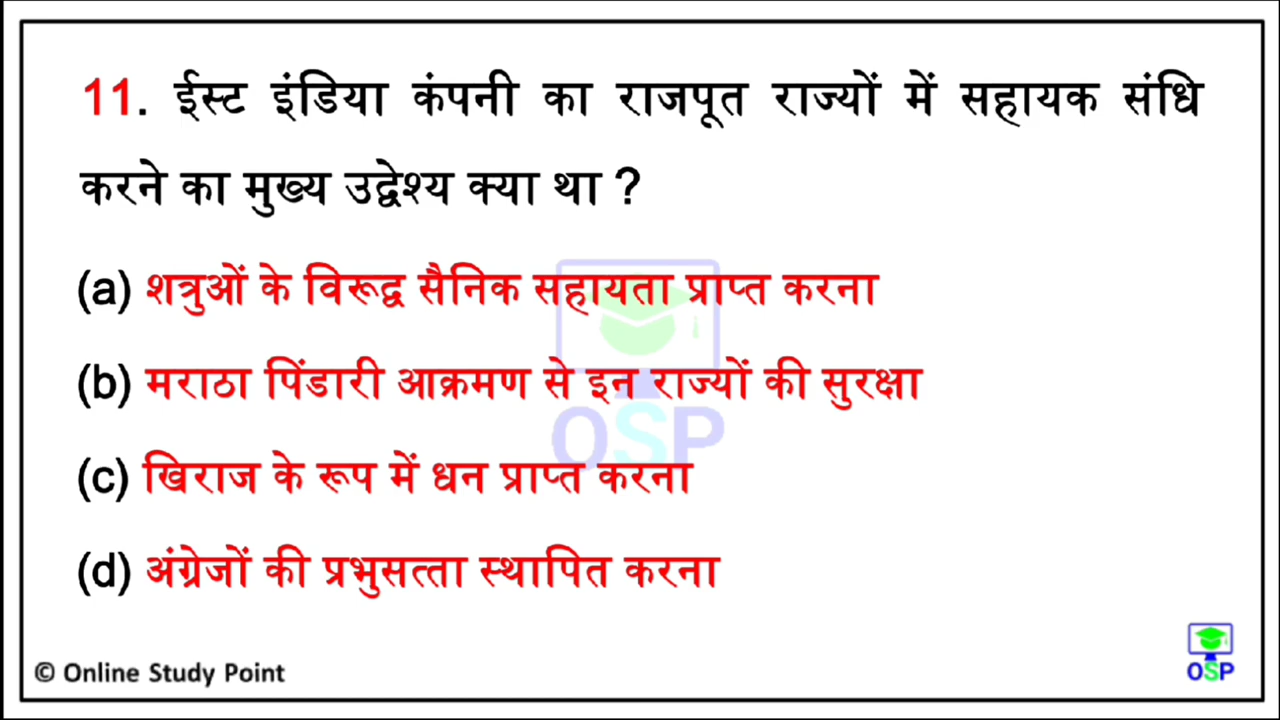 11. ईस्ट इंडिया कंपनी का राजपूत राज्यों में सहायक संधि
करने का मुख्य उद्वेश्य क्या था ?
(a) शत्रुओं के विरूद्व सैनिक सहायता प्राप्त करना
(b) मराठा पिंडारी आक्रमण से इन राज्यों की सुरक्षा
OSP
(c) खिराज के रूप में धन प्राप्त करना
(d) अंग्रेजों की प्रभुसत्ता स्थापित करना
© Online Study Point
OSP